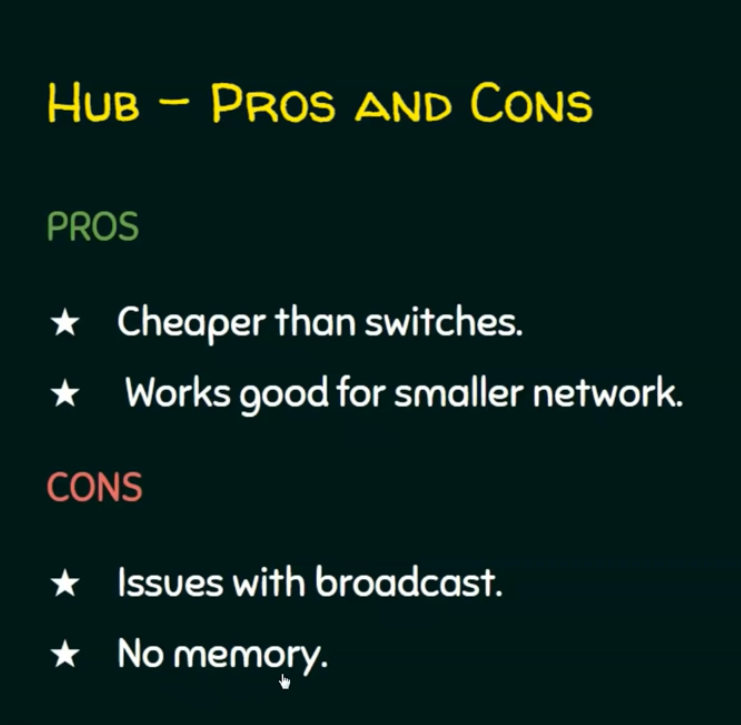 Hub – Pros and Cons
PROS
★ Cheaper than switches.
★ Works good for smaller network.
CONS
★ Issues with broadcast.
★ No memory.